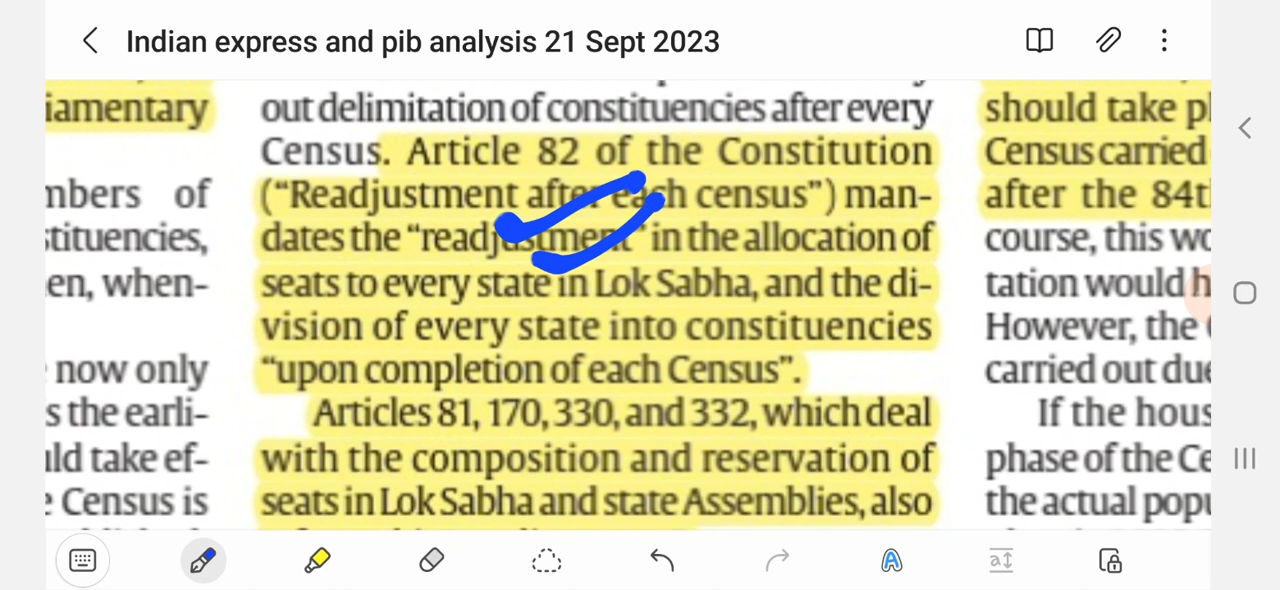 Indian express and pib analysis 21 Sept 2023
iamentary
mbers of
stituencies,
en, when-
now only
s the earli-
uld take ef-
e Census is
out delimitation of constituencies after every
Census. Article 82 of the Constitution
(“Readjustment after each census”) man-
dates the “readjustment” in the allocation of
seats to every state in Lok Sabha, and the di-
vision of every state into constituencies
“upon completion of each Census”.
Articles 81, 170, 330, and 332, which deal
with the composition and reservation of
seats in Lok Sabha and state Assemblies, also
should take pl
Census carried
after the 84t
course, this wo
tation would h
However, the
carried out due
If the hous
phase of the Ce
the actual popu